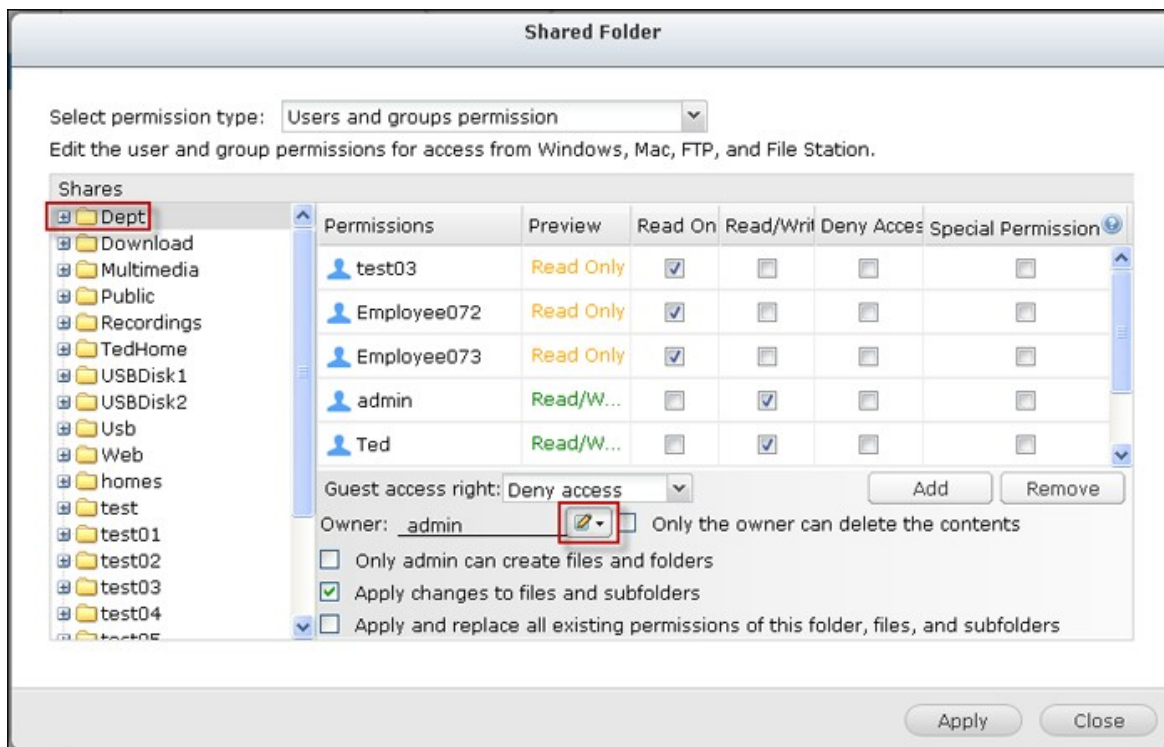 Shared Folder
Select permission type: Users and groups permission
Edit the user and group permissions for access from Windows, Mac, FTP, and File Station.
Shares
Dept
Download
Multimedia
Public
Recordings
TedHome
USBDisk1
USBDisk2
Usb
Web
homes
test
test01
test02
test03
test04
Permissions Preview Read On Read/Writ Deny Acces Special Permission
test03 Read Only
Employee072 Read Only
Employee073 Read Only
admin Read/W...
Ted Read/W...
Guest access right: Deny access Add Remove
Owner: admin Only the owner can delete the contents
Only admin can create files and folders
Apply changes to files and subfolders
Apply and replace all existing permissions of this folder, files, and subfolders
Apply Close